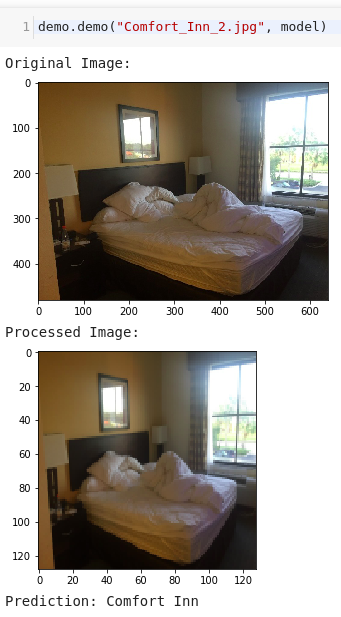 1 demo.demo("Comfort_Inn_2.jpg", model)
Original Image:
0
100
200
300
400
0 100 200 300 400 500 600
Processed Image:
0
20
40
60
80
100
120
0 20 40 60 80 100 120
Prediction: Comfort Inn